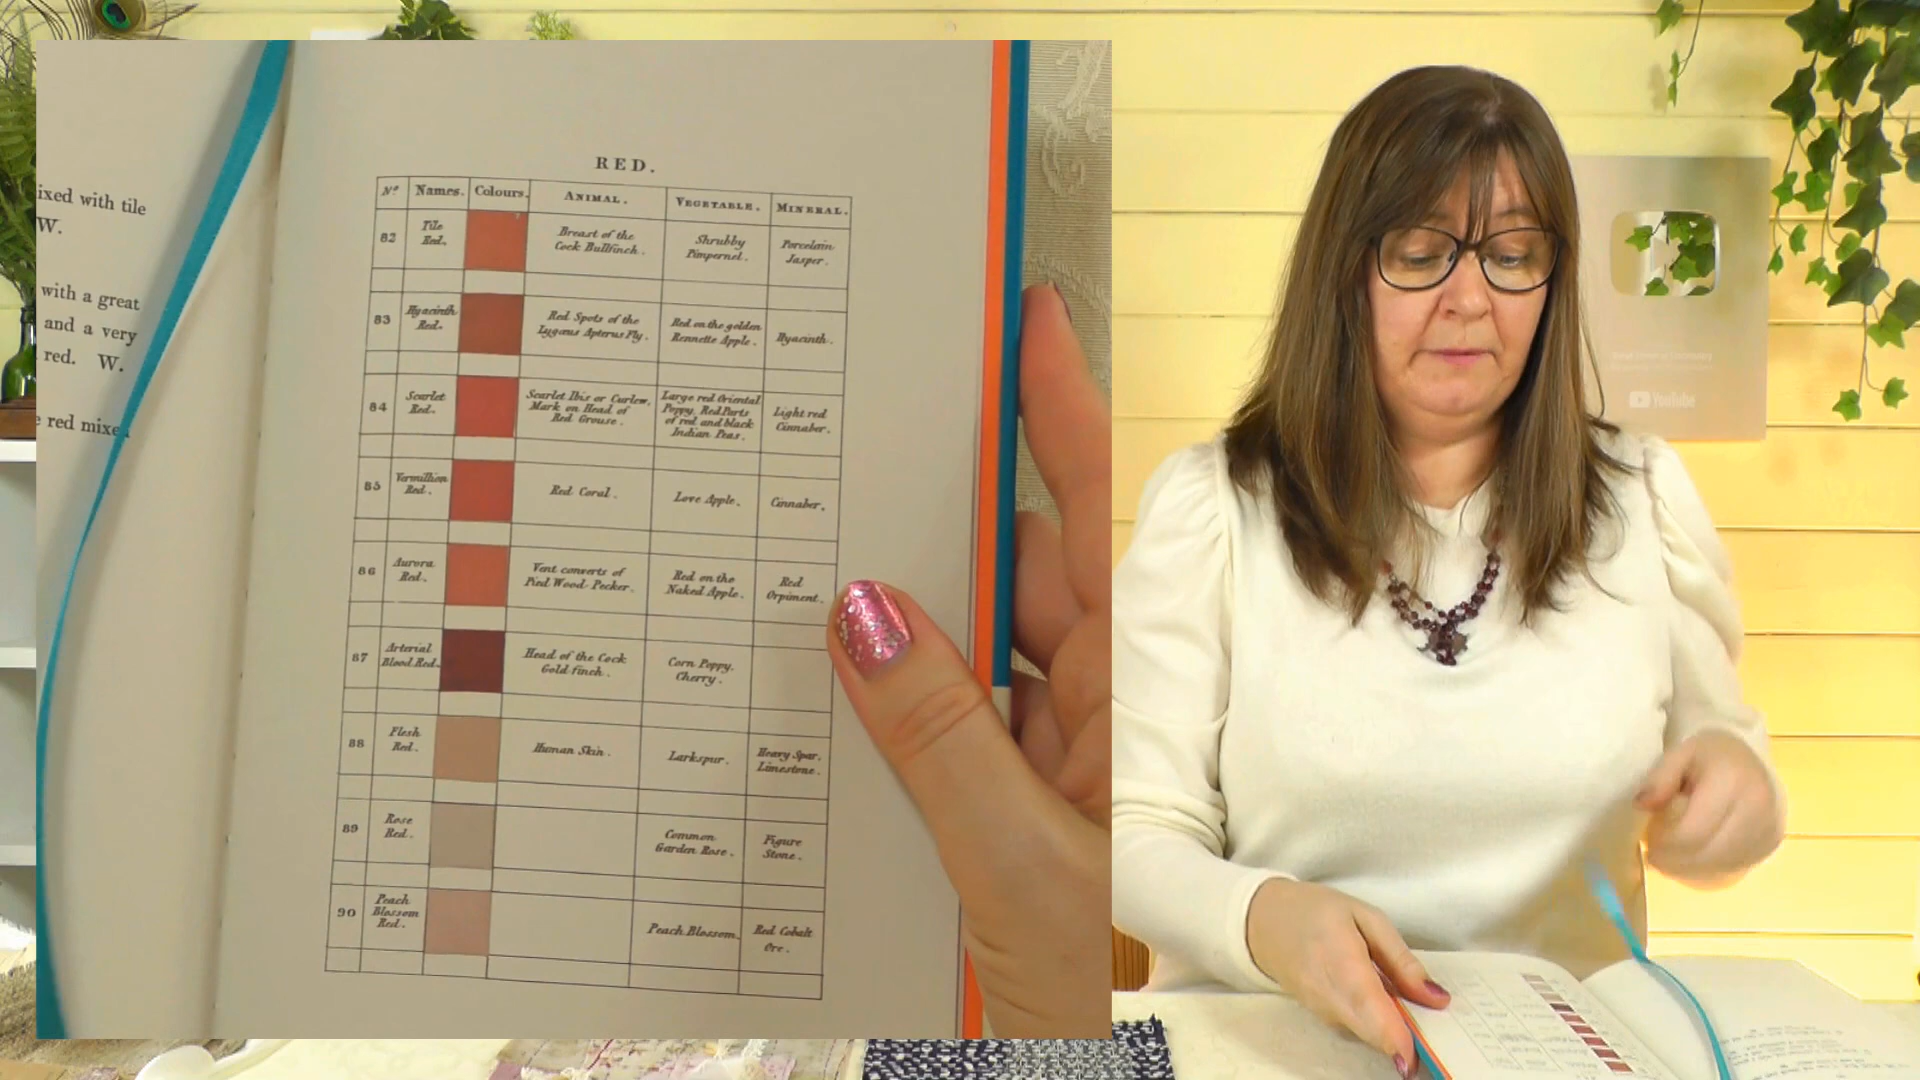 ixed with tile
W.
with a great
and a very
red. W.
e red mixed
RED.
Nº Names. Colours. ANIMAL. VEGETABLE. MINERAL.
82 Tile Red. Breast of the Cock Bullfinch. Shrubby Pimpernel. Porcelain Jasper.
83 Hyacinth Red. Red Spots of the Lygæus Apterus Fly. Red on the golden Rennette Apple. Hyacinth.
84 Scarlet Red. Scarlet Ibis or Curlew, Mark on Head of Red Grouse. Large red Oriental Poppy, Red Parts of red and black Indian Peas. Light red Cinnaber.
85 Vermillion Red. Red Coral. Love Apple. Cinnaber.
86 Aurora Red. Vent converts of Pied Wood-Pecker. Red on the Naked Apple. Red Orpiment.
87 Arterial Blood Red. Head of the Cock Gold-finch. Corn Poppy, Cherry.
88 Flesh Red. Human Skin. Larkspur. Heavy Spar, Limestone.
89 Rose Red. Common Garden Rose. Figure Stone.
90 Peach Blossom Red. Peach Blossom. Red Cobalt Ore.
YouTube